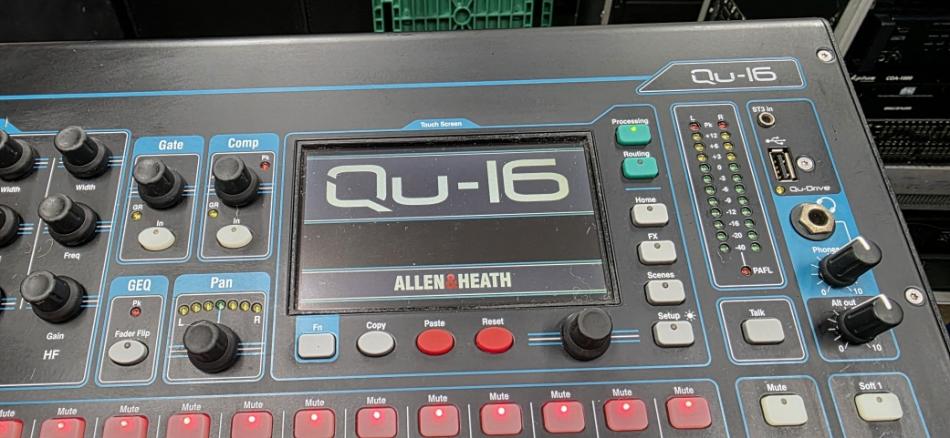 Qu-16
CDA-1000
ST3 in
Touch Screen
Processing
Routing
Home
FX
Scenes
Setup
L Pk R
+12
+6
+3
0
-3
-6
-9
-12
-16
-20
-40
PAFL
Qu-Drive
Phones
0 10
Alt out
0 10
Talk
Width
Width
Gate
GR
In
Comp
Pk
GR
In
Freq
Gain
HF
GEQ
Pk
Fader Flip
Pan
L R
Qu-16
ALLEN&HEATH
Fn
Copy
Paste
Reset
Mute
Mute
Mute
Mute
Mute
Mute
Mute
Mute
Mute
Mute
Mute
Mute
Mute
Soft 1